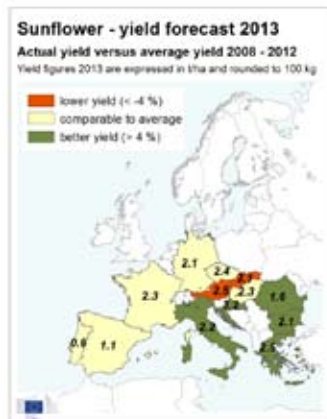 Sunflower - yield forecast 2013
Actual yield versus average yield 2008 - 2012
Yield figures 2013 are expressed in t/ha and rounded to 100 kg
lower yield (< -4 %)
comparable to average
better yield (> 4 %)
2.1
2.4
2.3
2.3
1.6
2.2
2.1
1.1